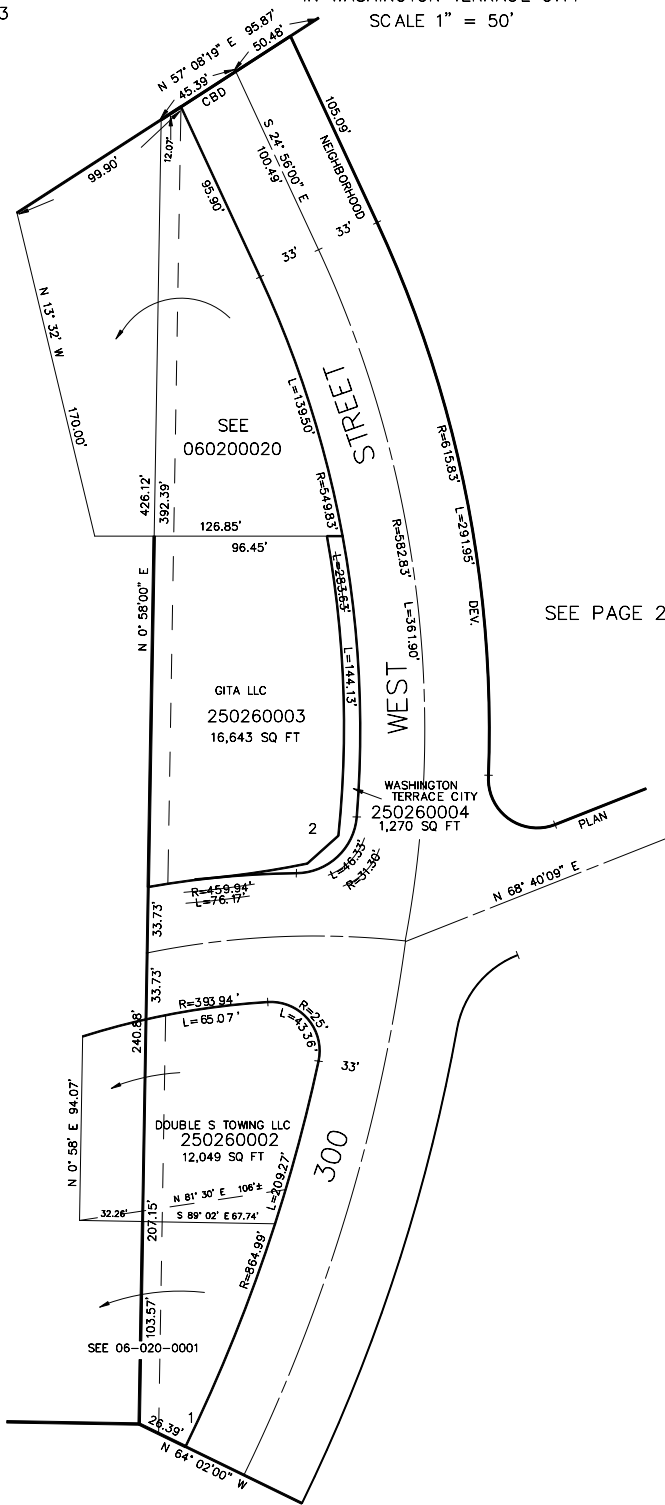 3
IN WASHINGTON TERRACE CITY
SCALE 1" = 50'
N 57° 08'19" E 95.87'
50.48'
45.39'
CBD
12.07'
99.90'
105.09'
NEIGHBORHOOD
S 24° 56'00" E
100.49'
95.90'
33'
33'
N 13° 32' W
170.00'
L=139.50'
STREET
SEE
060200020
R=549.83'
R=615.83'
L=291.95'
426.12'
392.39'
126.85'
96.45'
R=582.83'
L=361.90'
L=283.63'
DEV.
N 0° 58'00" E
SEE PAGE 2
L=144.13'
GITA LLC
250260003
16,643 SQ FT
WEST
WASHINGTON
TERRACE CITY
250260004
1,270 SQ FT
2
PLAN
L=46.33'
R=31.30'
R=459.94'
L=76.17'
N 68° 40'09" E
33.73'
33.73'
R=393.94'
L=65.07'
R=25'
L=43.36'
240.88'
33'
N 0° 58' E 94.07'
DOUBLE S TOWING LLC
250260002
12,049 SQ FT
300
L=209.27'
N 81° 30' E 106'±
32.26'
S 89° 02' E 67.74'
207.15'
R=864.99'
103.57'
SEE 06-020-0001
26.39'
1
N 64° 02'00" W